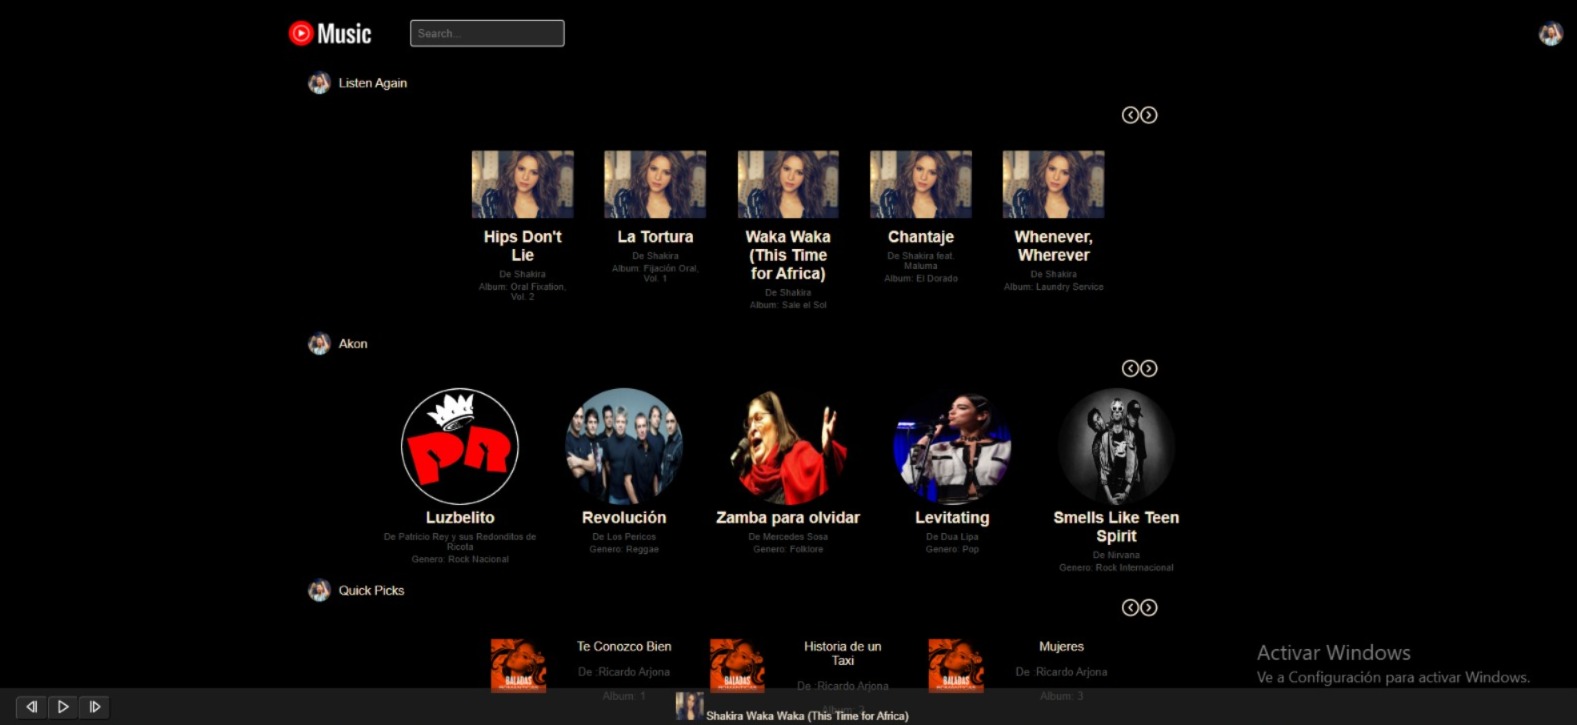 Music
Search...
Listen Again
Hips Don't
Lie
De Shakira
Album: Oral Fixation,
Vol. 2
La Tortura
De Shakira
Album: Fijación Oral,
Vol. 1
Waka Waka
(This Time
for Africa)
De Shakira
Album: Sale el Sol
Chantaje
De Shakira feat.
Maluma
Album: El Dorado
Whenever,
Wherever
De Shakira
Album: Laundry Service
Akon
PR
Luzbelito
De Patricio Rey y sus Redonditos de
Ricota
Genero: Rock Nacional
Revolución
De Los Pericos
Genero: Reggae
Zamba para olvidar
De Mercedes Sosa
Genero: Folklore
Levitating
De Dua Lipa
Genero: Pop
Smells Like Teen
Spirit
De Nirvana
Genero: Rock Internacional
Quick Picks
BALADAS
Te Conozco Bien
De :Ricardo Arjona
Album: 1
BALADAS
Historia de un
Taxi
De :Ricardo Arjona
BALADAS
Mujeres
De :Ricardo Arjona
Album: 3
Activar Windows
Ve a Configuración para activar Windows.
Shakira Waka Waka (This Time for Africa)